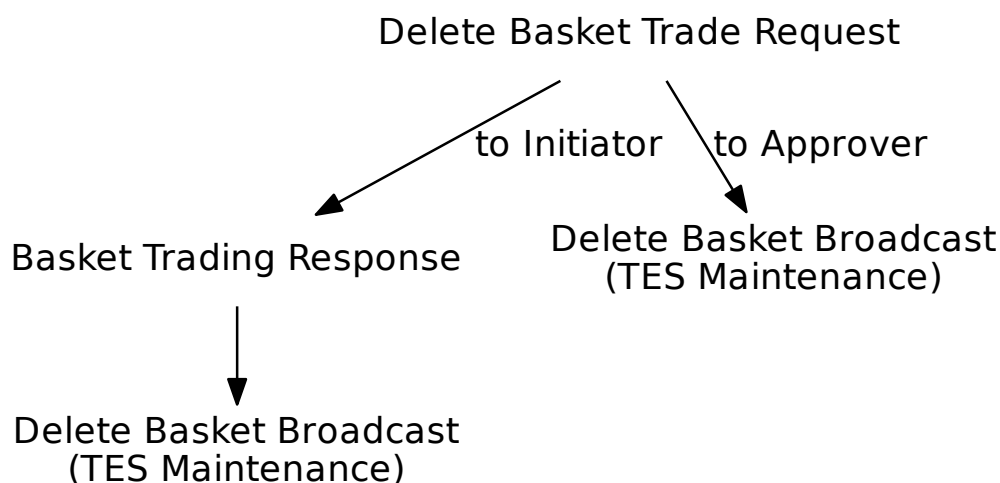 Delete Basket Trade Request
to Initiator
to Approver
Basket Trading Response
Delete Basket Broadcast
(TES Maintenance)
Delete Basket Broadcast
(TES Maintenance)